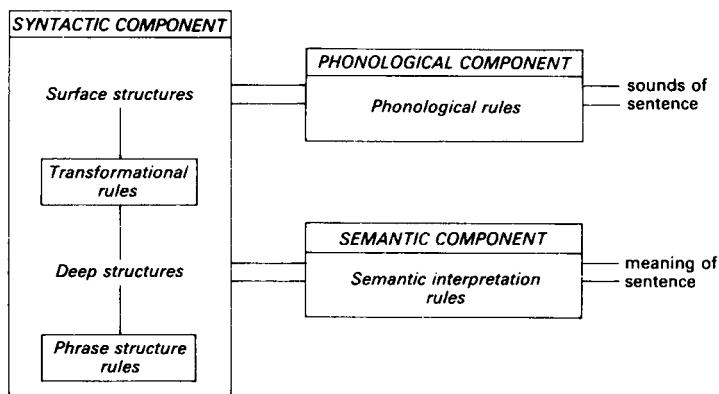 SYNTACTIC COMPONENT
Surface structures
Transformational
rules
Deep structures
Phrase structure
rules
PHONOLOGICAL COMPONENT
Phonological rules
sounds of
sentence
SEMANTIC COMPONENT
Semantic interpretation
rules
meaning of
sentence